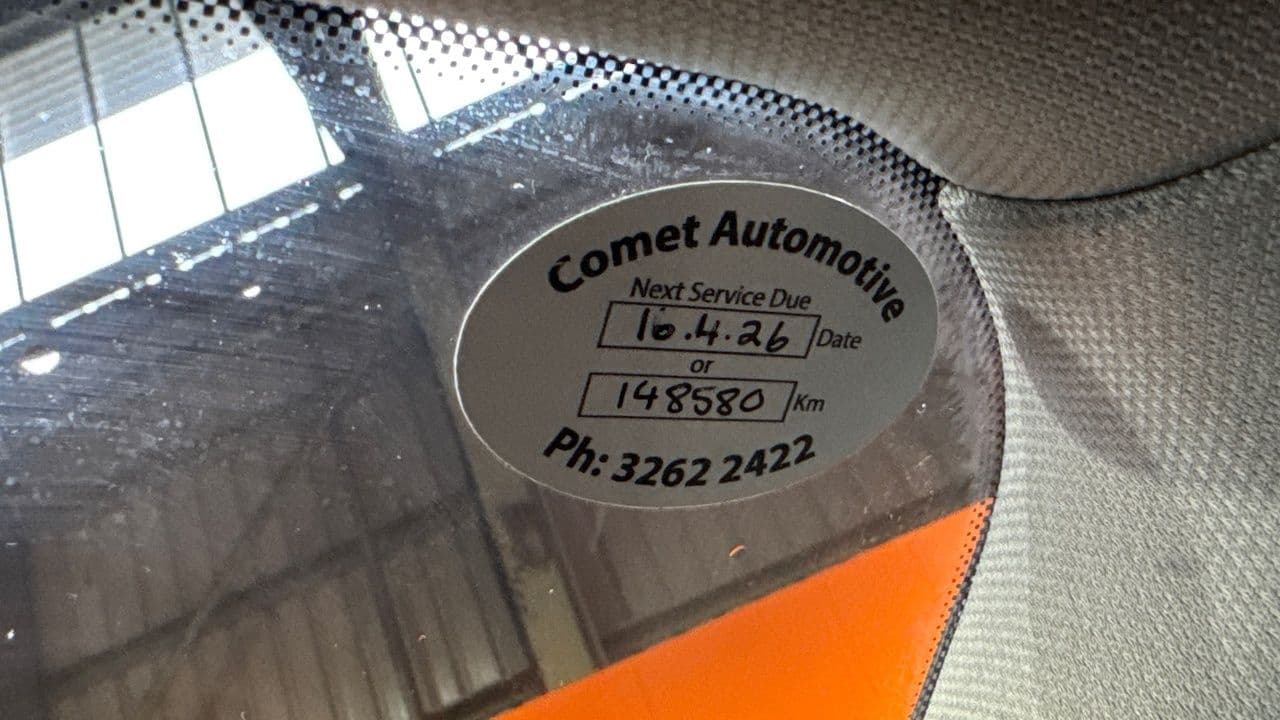 Comet Automotive
Next Service Due
16.4.26 Date
or
148580 Km
Ph: 3262 2422